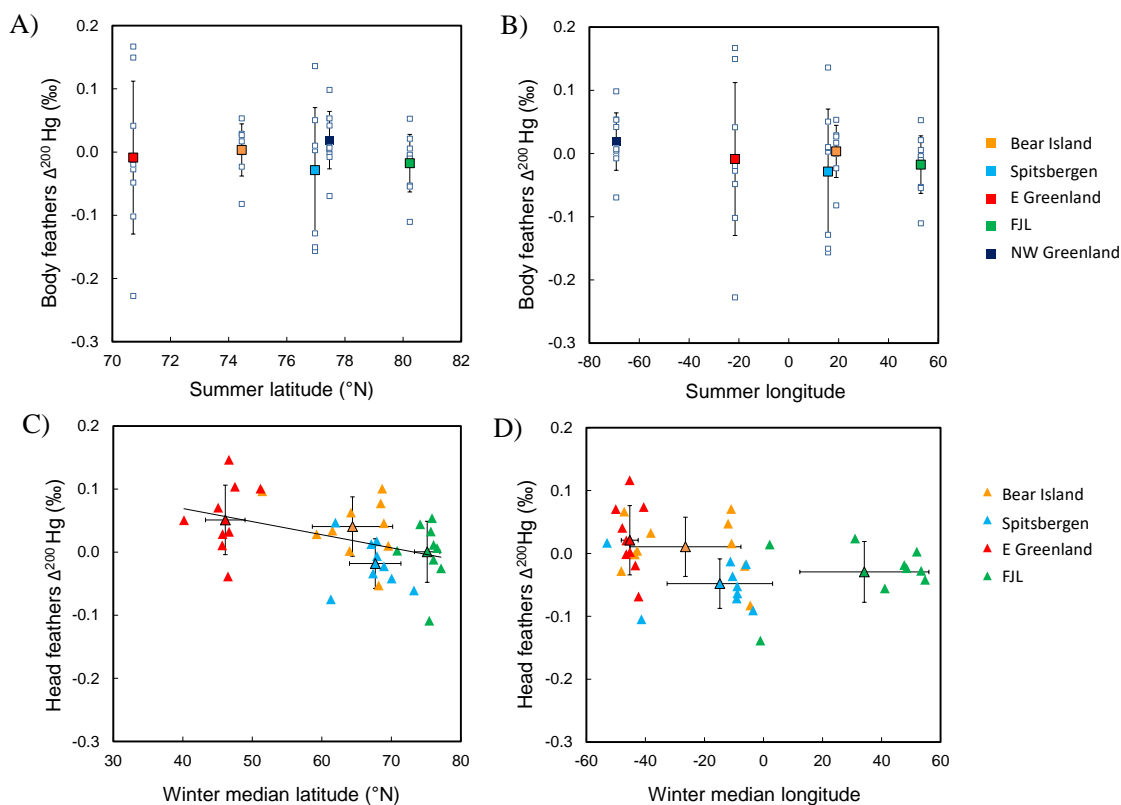 A)
Body feathers Δ²⁰⁰ Hg (‰)
0.2
0.1
0.0
-0.1
-0.2
-0.3
70 72 74 76 78 80 82
Summer latitude (°N)
B)
Body feathers Δ²⁰⁰ Hg (‰)
0.2
0.1
0.0
-0.1
-0.2
-0.3
-80 -60 -40 -20 0 20 40 60
Summer longitude
Bear Island
Spitsbergen
E Greenland
FJL
NW Greenland
C)
Head feathers Δ²⁰⁰ Hg (‰)
0.2
0.1
0.0
-0.1
-0.2
-0.3
30 40 50 60 70 80
Winter median latitude (°N)
D)
Head feathers Δ²⁰⁰Hg (‰)
0.2
0.1
0.0
-0.1
-0.2
-0.3
-60 -40 -20 0 20 40 60
Winter median longitude
Bear Island
Spitsbergen
E Greenland
FJL